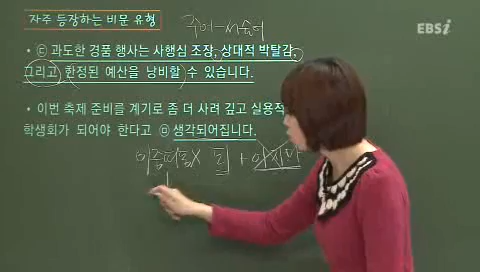 자주 등장하는 비문 유형
주어-서술어
EBSi
• ⓒ 과도한 경품 행사는 사행심 조장, 상대적 박탈감,
그리고 한정된 예산을 낭비할 수 있습니다.
• 이번 축제 준비를 계기로 좀 더 사려 깊고 실용적
학생회가 되어야 한다고 ⓗ 생각되어집니다.
이중피동X 되 + 어지다